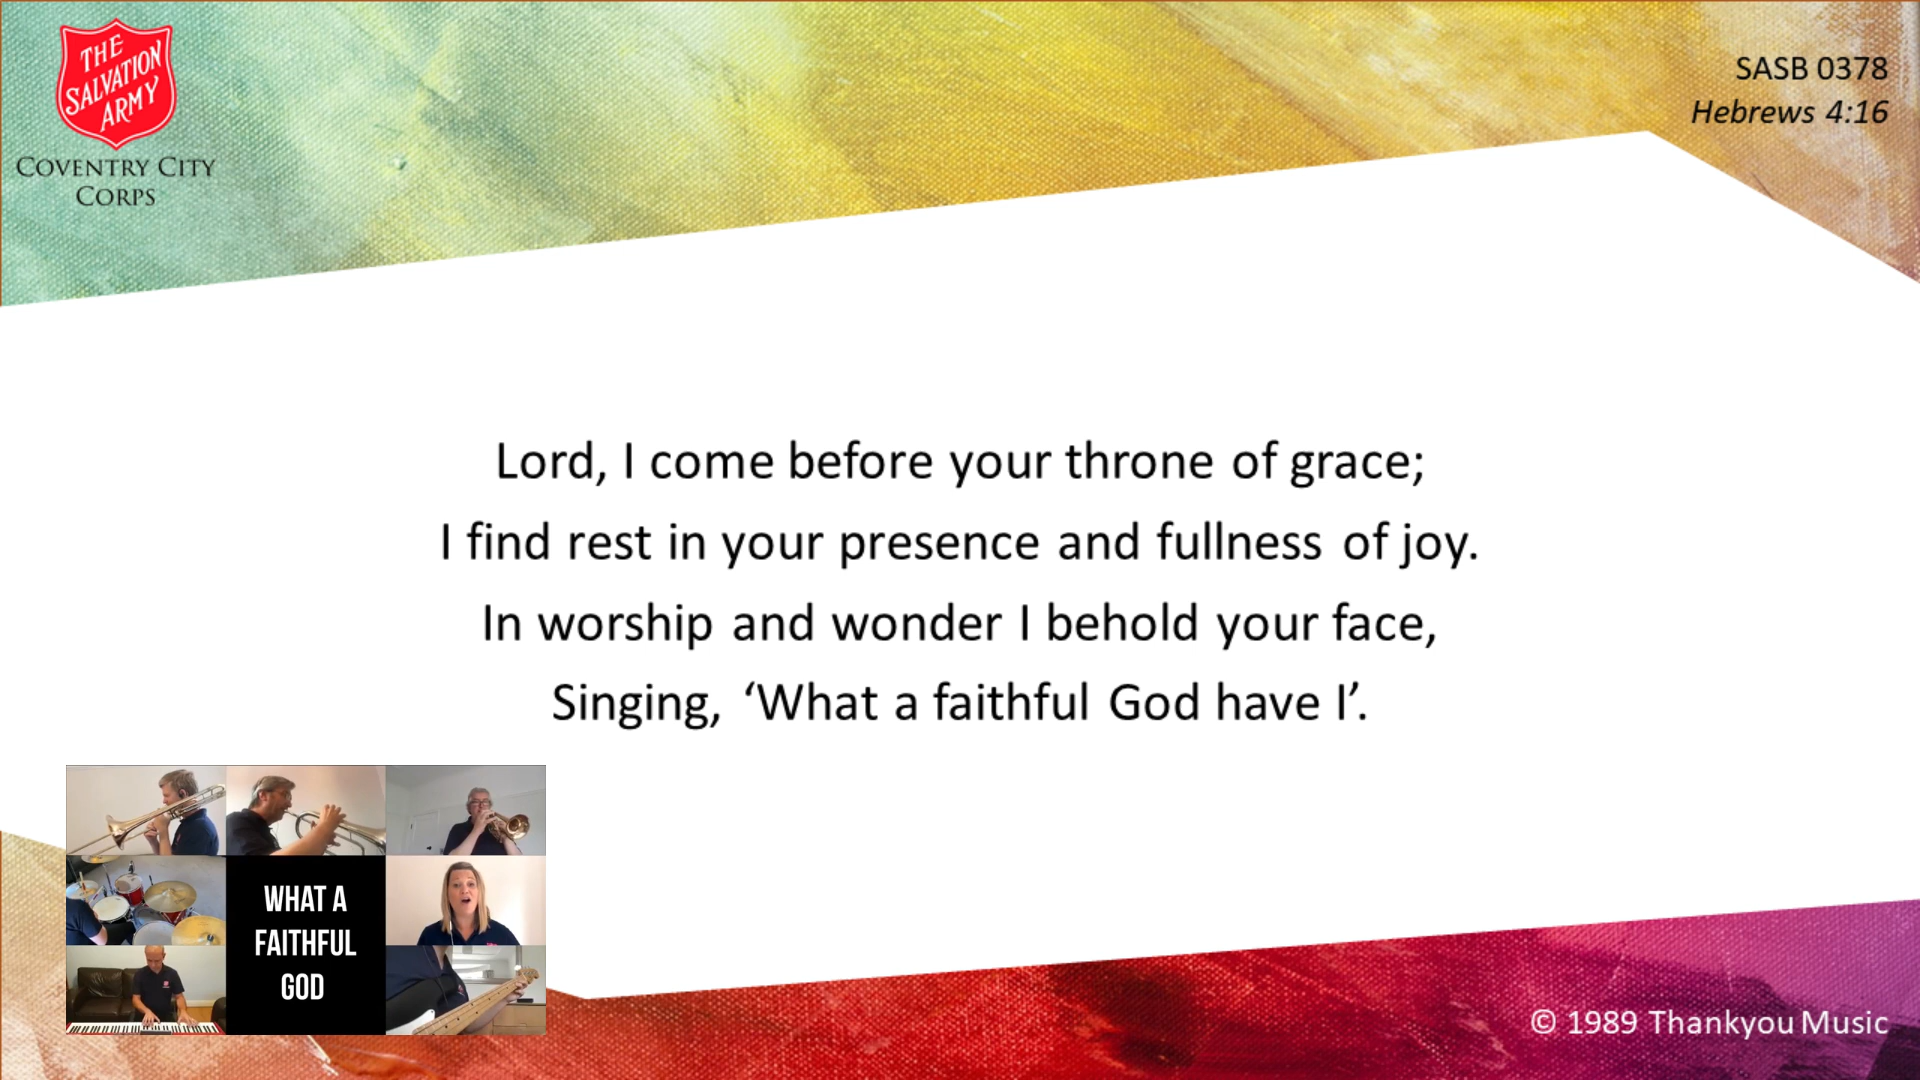 THE
SALVATION
ARMY
COVENTRY CITY
CORPS
SASB 0378
Hebrews 4:16
Lord, I come before your throne of grace;
I find rest in your presence and fullness of joy.
In worship and wonder I behold your face,
Singing, ‘What a faithful God have I’.
WHAT A
FAITHFUL
GOD
© 1989 Thankyou Music